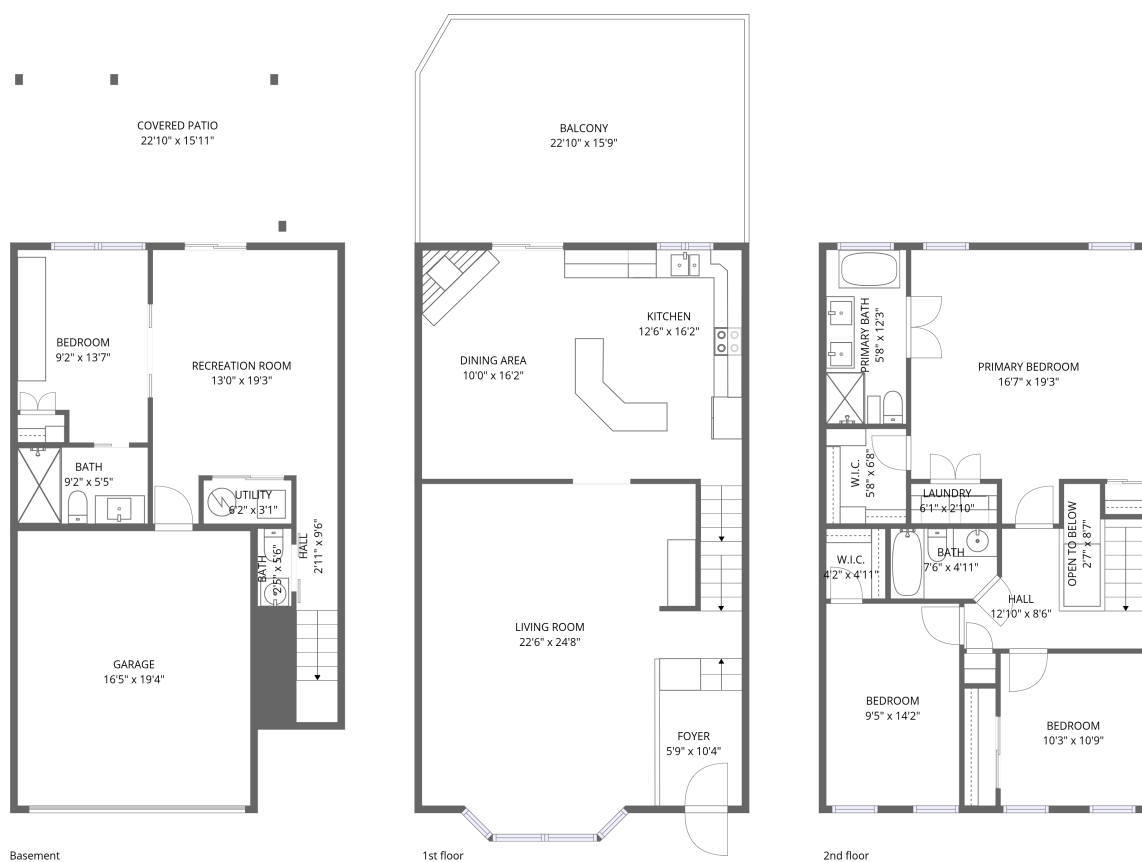 COVERED PATIO
22'10" x 15'11"
BEDROOM
9'2" x 13'7"
RECREATION ROOM
13'0" x 19'3"
BATH
9'2" x 5'5"
UTILITY
6'2" x 3'1"
BATH
2'5" x 5'6"
HALL
2'11" x 9'6"
GARAGE
16'5" x 19'4"
Basement
BALCONY
22'10" x 15'9"
KITCHEN
12'6" x 16'2"
DINING AREA
10'0" x 16'2"
LIVING ROOM
22'6" x 24'8"
FOYER
5'9" x 10'4"
1st floor
PRIMARY BATH
5'8" x 12'3"
PRIMARY BEDROOM
16'7" x 19'3"
W.I.C.
5'8" x 6'8"
LAUNDRY
6'1" x 2'10"
OPEN TO BELOW
2'7" x 8'7"
W.I.C.
4'2" x 4'11"
BATH
7'6" x 4'11"
HALL
12'10" x 8'6"
BEDROOM
9'5" x 14'2"
BEDROOM
10'3" x 10'9"
2nd floor